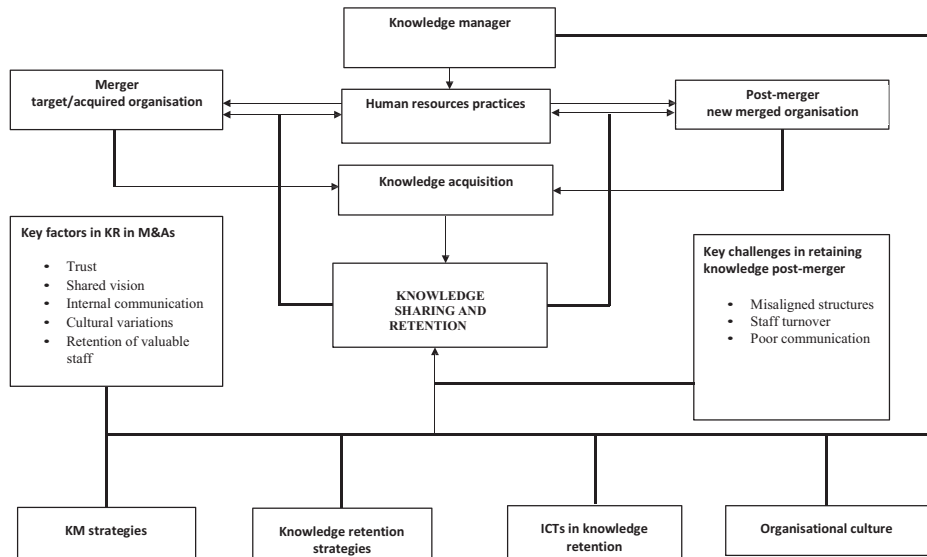 Knowledge manager
Merger
target/acquired organisation
Human resources practices
Post-merger
new merged organisation
Knowledge acquisition
Key factors in KR in M&As
• Trust
• Shared vision
• Internal communication
• Cultural variations
• Retention of valuable
staff
KNOWLEDGE
SHARING AND
RETENTION
Key challenges in retaining
knowledge post-merger
• Misaligned structures
• Staff turnover
• Poor communication
KM strategies
Knowledge retention
strategies
ICTs in knowledge
retention
Organisational culture